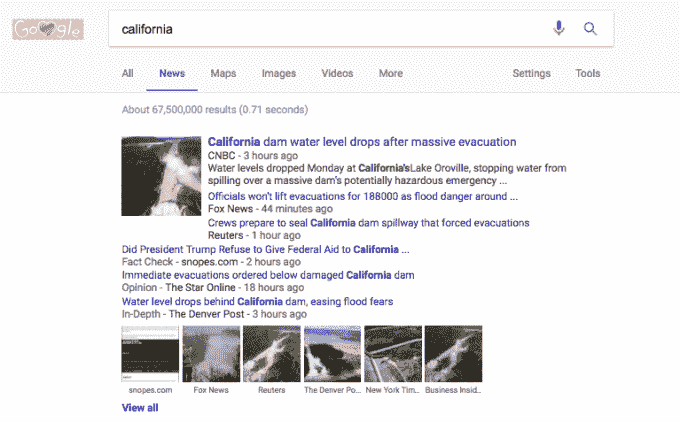 Google
california
All News Maps Images Videos More Settings Tools
About 67,500,000 results (0.71 seconds)
California dam water level drops after massive evacuation
CNBC - 3 hours ago
Water levels dropped Monday at California'sLake Oroville, stopping water from
spilling over a massive dam's potentially hazardous emergency ...
Officials won't lift evacuations for 188000 as flood danger around ...
Fox News - 44 minutes ago
Crews prepare to seal California dam spillway that forced evacuations
Reuters - 1 hour ago
Did President Trump Refuse to Give Federal Aid to California ...
Fact Check - snopes.com - 2 hours ago
Immediate evacuations ordered below damaged California dam
Opinion - The Star Online - 18 hours ago
Water level drops behind California dam, easing flood fears
In-Depth - The Denver Post - 3 hours ago
snopes.com Fox News Reuters The Denver Po... New York Tim... Business Insid...
View all